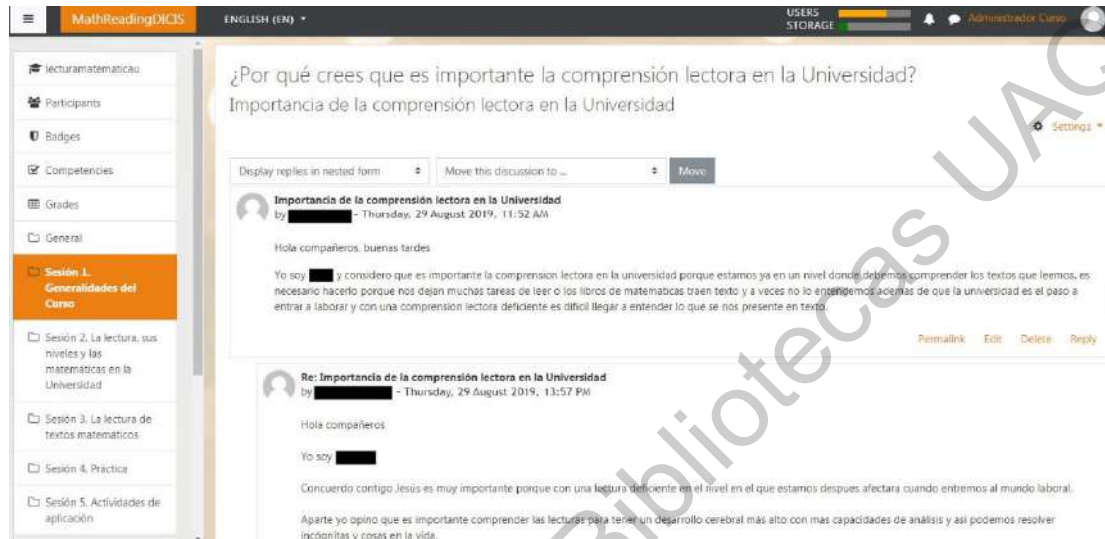 MathReadingDICIS
ENGLISH (EN)
USERS
STORAGE
Administrador Curso
lecturamatematicau
Participants
Badges
Competencies
Grades
General
Sesión 1.
Generalidades del
Curso
Sesión 2. La lectura, sus
niveles y las
matemáticas en la
Universidad
Sesión 3. La lectura de
textos matemáticos
Sesión 4. Práctica
Sesión 5. Actividades de
aplicación
¿Por qué crees que es importante la comprensión lectora en la Universidad?
Importancia de la comprensión lectora en la Universidad
Settings
Display replies in nested form
Move this discussion to ...
Move
Importancia de la comprensión lectora en la Universidad
by - Thursday, 29 August 2019, 11:52 AM
Hola compañeros, buenas tardes
Yo soy y considero que es importante la comprension lectora en la universidad porque estamos ya en un nivel donde debemos comprender los textos que leemos, es
necesario hacerlo porque nos dejan muchas tareas de leer o los libros de matematicas traen texto y a veces no lo entendemos ademas de que la universidad es el paso a
entrar a laborar y con una comprension lectora deficiente es dificil llegar a entender lo que se nos presente en texto.
Permalink Edit Delete Reply
Re: Importancia de la comprensión lectora en la Universidad
by - Thursday, 29 August 2019, 13:57 PM
Hola compañeros
Yo soy
Concuerdo contigo Jesús es muy importante porque con una lectura deficiente en el nivel en el que estamos despues afectara cuando entremos al mundo laboral.
Aparte yo opino que es importante comprender las lecturas para tener un desarrollo cerebral más alto con mas capacidades de análisis y asi podemos resolver
incógnitas y cosas en la vida.
Bibliotecas UAQ